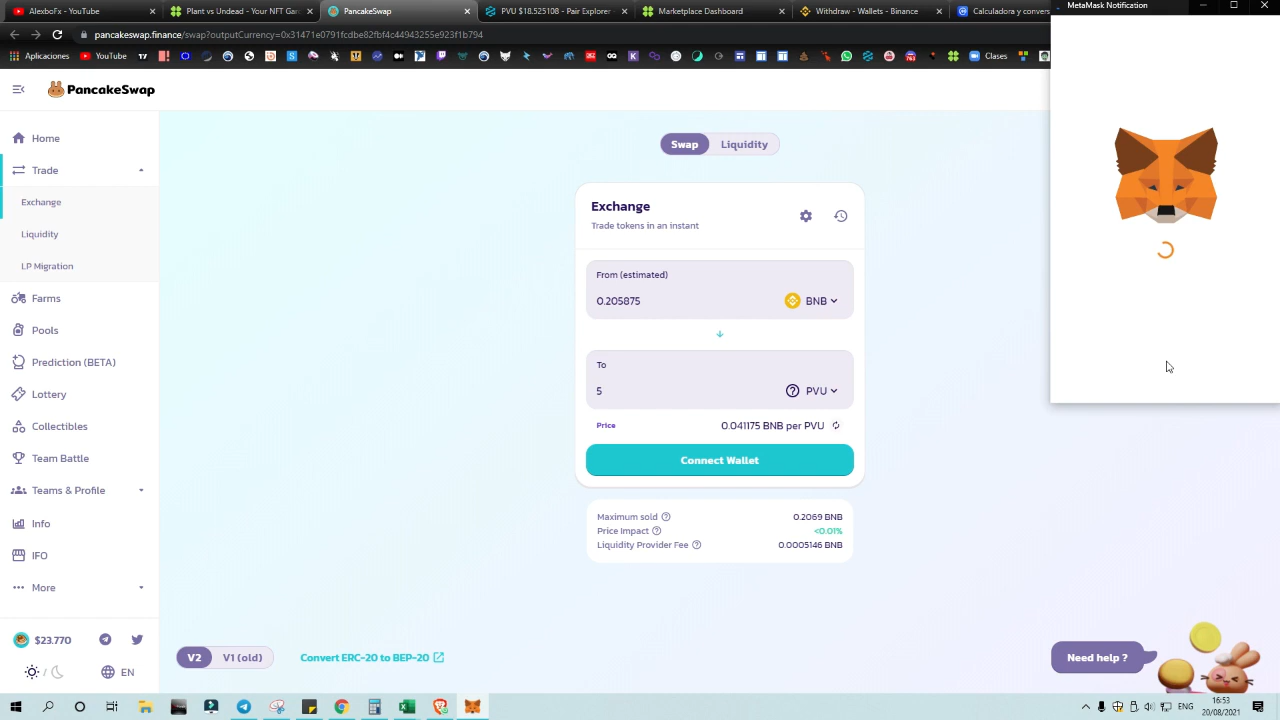 AlexboFx - YouTube
Plant vs Undead - Your NFT Gam
PancakeSwap
PVU $18.525108 - Pair Explorer
Marketplace Dashboard
Withdraw - Wallets - Binance
Calculadora y convers
MetaMask Notification
pancakeswap.finance/swap?outputCurrency=0x31471e0791fcdbe82fbf4c44943255e923f1b794
Aplicaciones
YouTube
Clases
PancakeSwap
Home
Trade
Exchange
Liquidity
LP Migration
Farms
Pools
Prediction (BETA)
Lottery
Collectibles
Team Battle
Teams & Profile
Info
IFO
More
$23.770
EN
Swap
Liquidity
Exchange
Trade tokens in an instant
From (estimated)
0.205875
BNB
To
5
PVU
Price
0.041175 BNB per PVU
Connect Wallet
Maximum sold
0.2069 BNB
Price Impact
<0.01%
Liquidity Provider Fee
0.0005146 BNB
V2
V1 (old)
Convert ERC-20 to BEP-20
Need help ?
ENG
16:53
20/08/2021